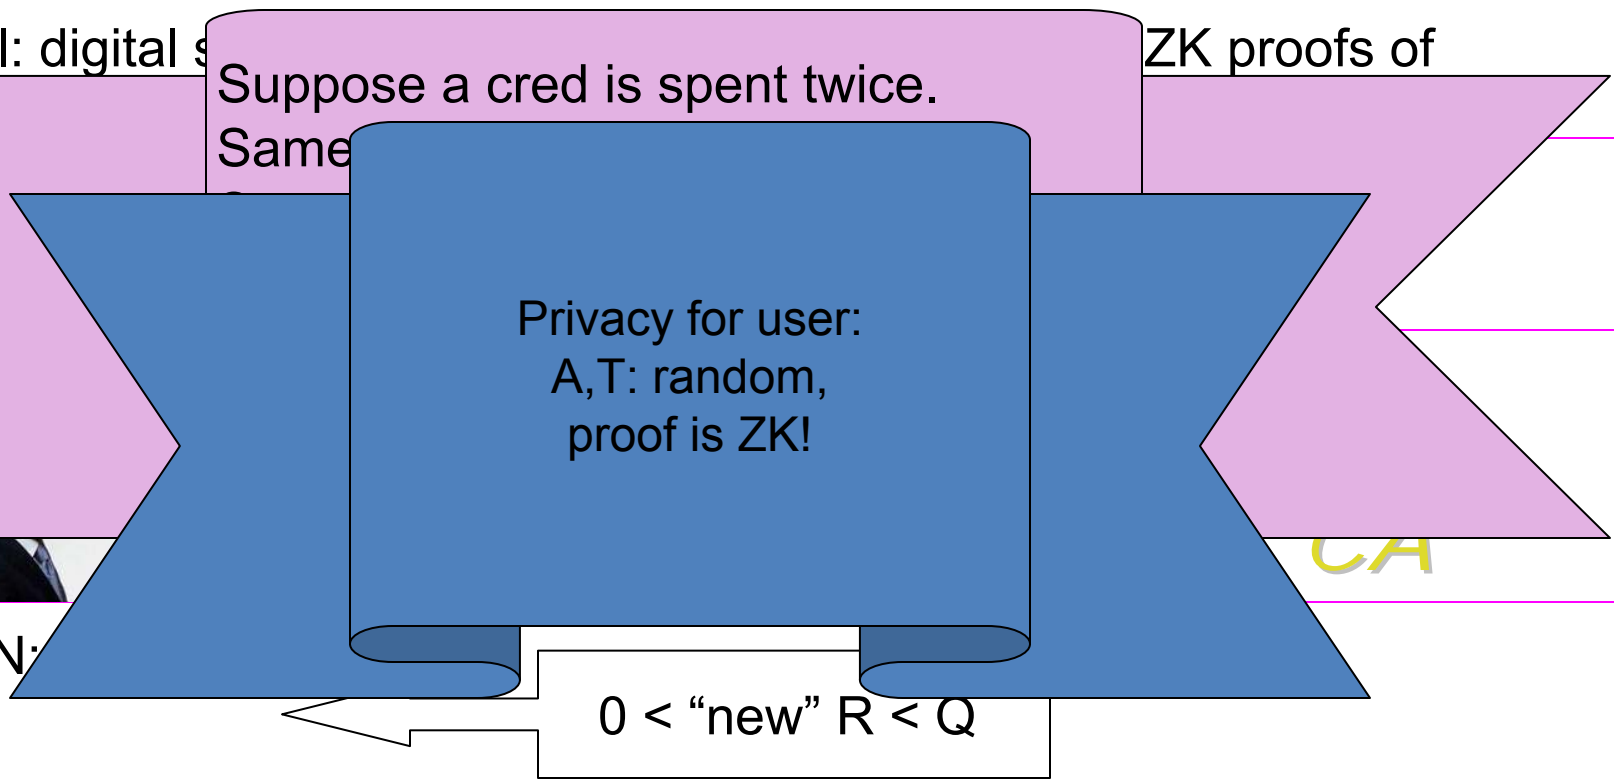 I: digital
ZK proofs of
Suppose a cred is spent twice.
Same
Privacy for user:
A,T: random,
proof is ZK!
CA
N:
0 < “new” R < Q